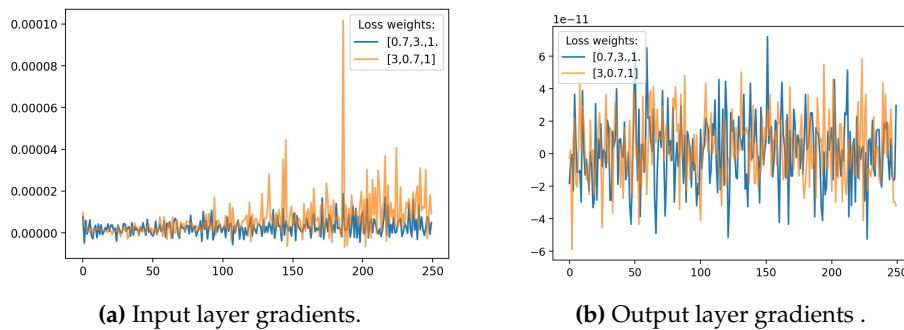 0.00010
0.00008
0.00006
0.00004
0.00002
0.00000
0 50 100 150 200 250
Loss weights:
[0.7,3.,1.
[3,0.7,1]
(a) Input layer gradients.
1e−11
6
4
2
0
−2
−4
−6
0 50 100 150 200 250
Loss weights:
[0.7,3.,1.
[3,0.7,1]
(b) Output layer gradients .